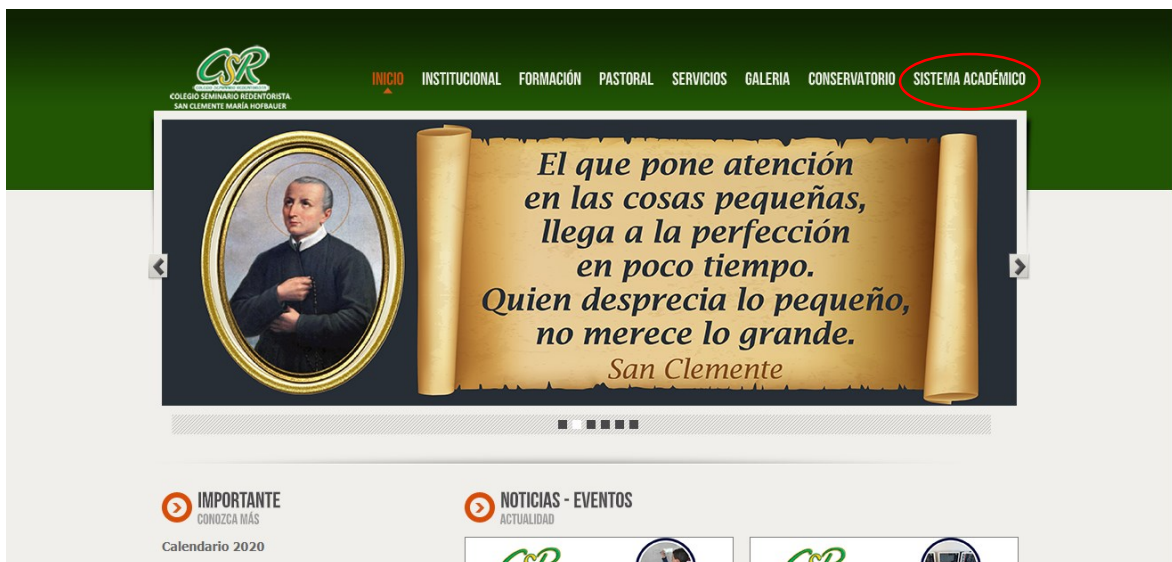 CSR
COLEGIO SEMINARIO REDENTORISTA
SAN CLEMENTE MARÍA HOFBAUER
INICIO INSTITUCIONAL FORMACIÓN PASTORAL SERVICIOS GALERIA CONSERVATORIO SISTEMA ACADÉMICO
El que pone atención
en las cosas pequeñas,
llega a la perfección
en poco tiempo.
Quien desprecia lo pequeño,
no merece lo grande.
San Clemente
IMPORTANTE
CONOZCA MÁS
Calendario 2020
NOTICIAS - EVENTOS
ACTUALIDAD
CSR
CSR